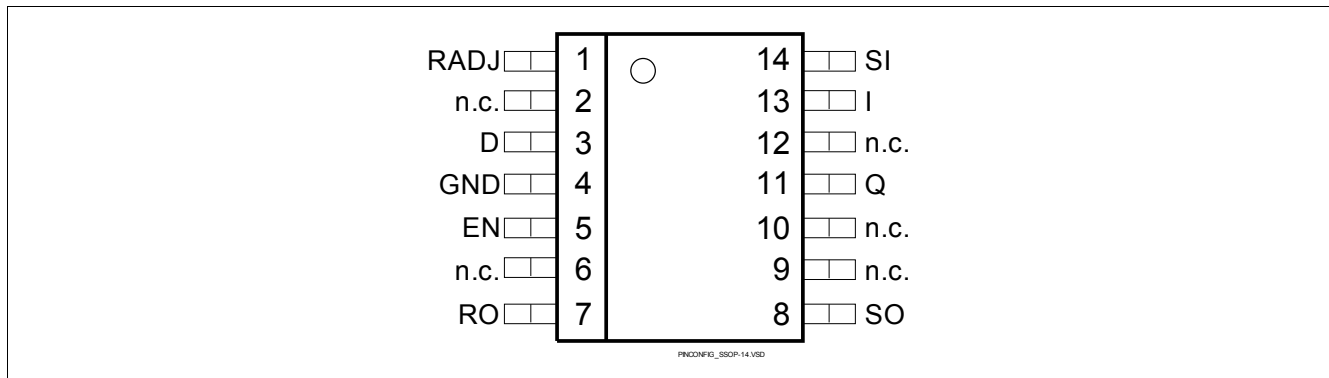 RADJ 1 14 SI
n.c. 2 13 I
D 3 12 n.c.
GND 4 11 Q
EN 5 10 n.c.
n.c. 6 9 n.c.
RO 7 8 SO
PINCONFIG_SSOP-14.VSD